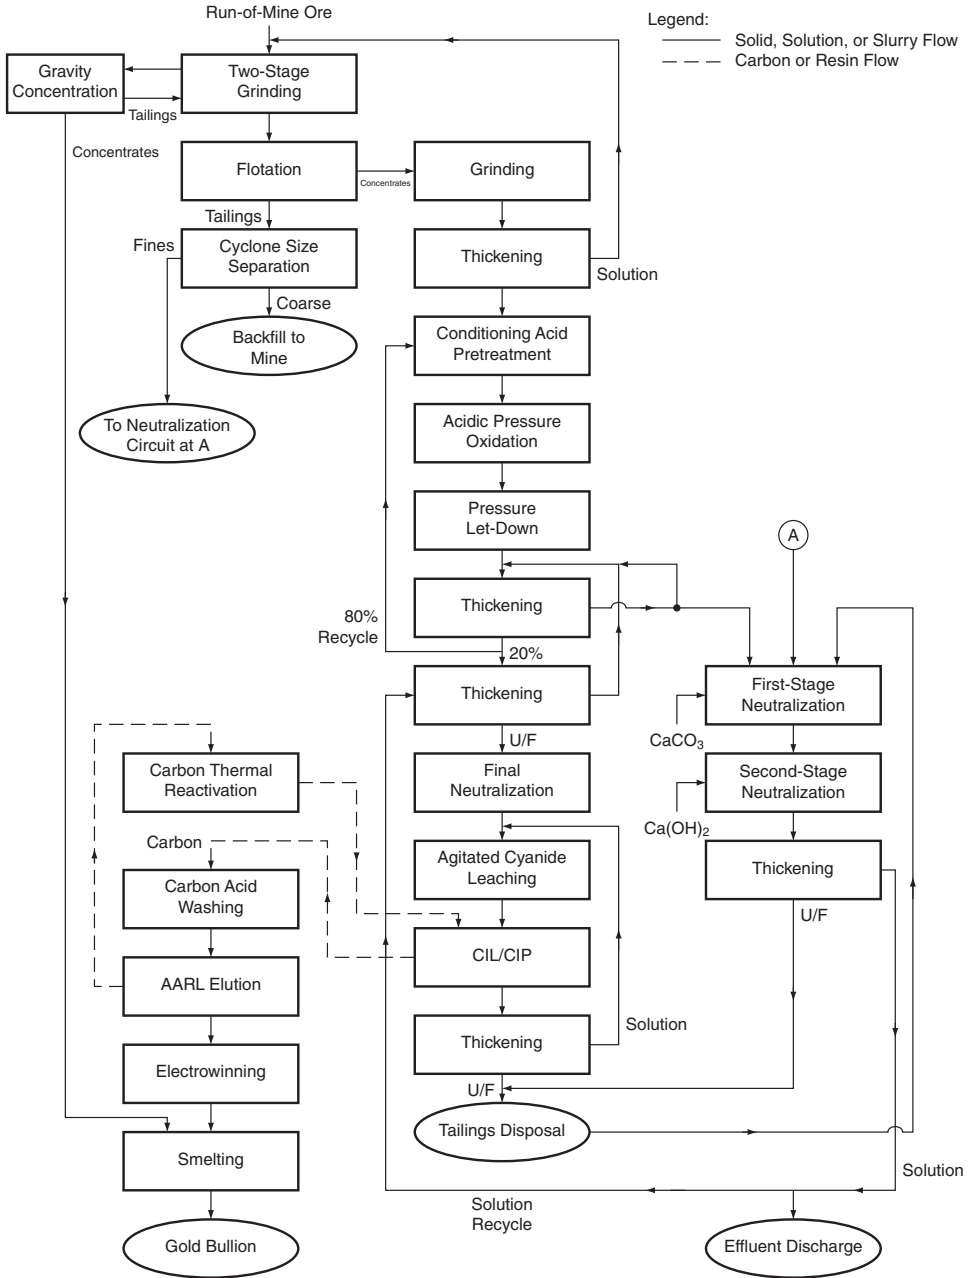 Run-of-Mine Ore
Legend:
Solid, Solution, or Slurry Flow
Carbon or Resin Flow
Gravity
Concentration
Two-Stage
Grinding
Tailings
Concentrates
Flotation
Concentrates
Grinding
Tailings
Fines
Cyclone Size
Separation
Thickening
Solution
Coarse
Backfill to
Mine
Conditioning Acid
Pretreatment
To Neutralization
Circuit at A
Acidic Pressure
Oxidation
Pressure
Let-Down
A
Thickening
80%
Recycle
20%
Thickening
First-Stage
Neutralization
U/F
CaCO3
Carbon Thermal
Reactivation
Final
Neutralization
Second-Stage
Neutralization
Ca(OH)2
Carbon
Agitated Cyanide
Leaching
Thickening
Carbon Acid
Washing
U/F
CIL/CIP
AARL Elution
Solution
Thickening
Electrowinning
U/F
Tailings Disposal
Smelting
Solution
Solution
Recycle
Gold Bullion
Effluent Discharge